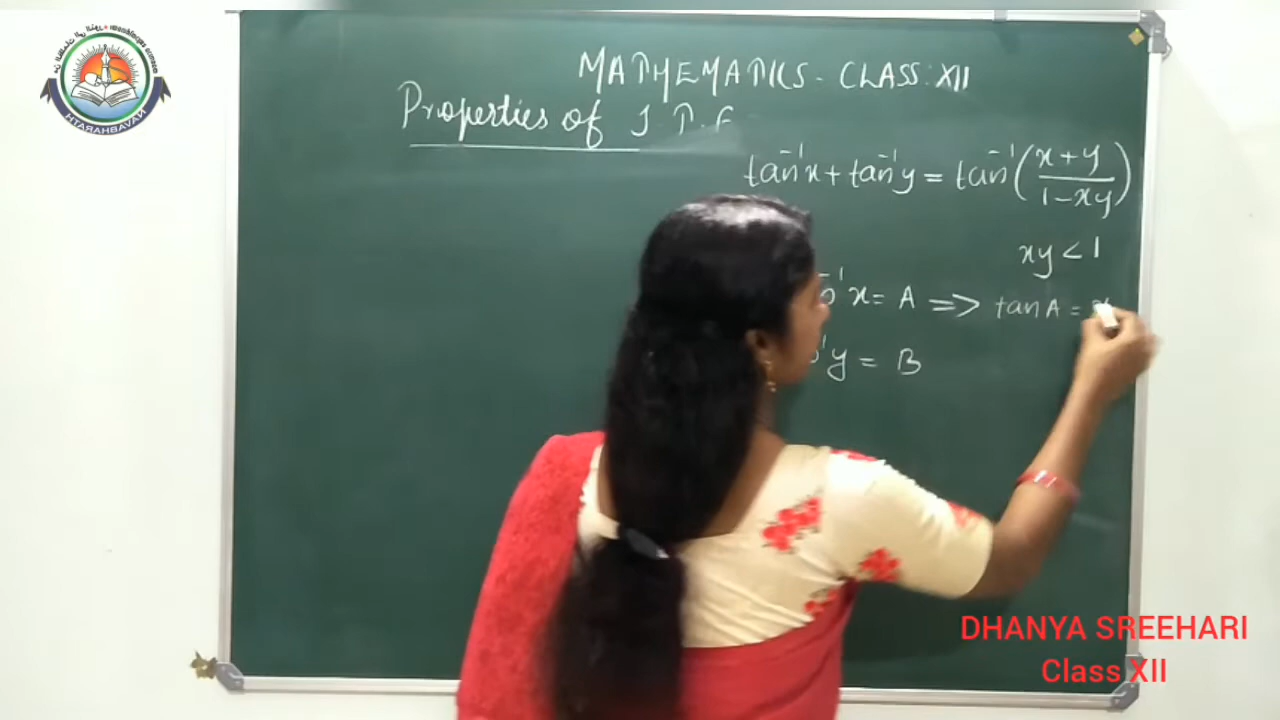 MATHEMATICS - CLASS: XII
Properties of I.T.F
tan⁻¹x + tan⁻¹y = tan⁻¹((x+y)/(1-xy))
xy < 1
x = A => tan A =
y = B
NAVABHARATH
DHANYA SREEHARI
Class XII